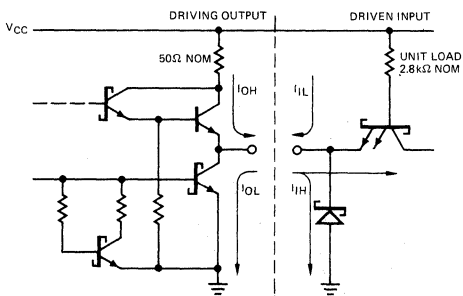 DRIVING OUTPUT
DRIVEN INPUT
VCC
50Ω NOM
UNIT LOAD
2.8kΩ NOM
IOH
IIL
IOL
IIH